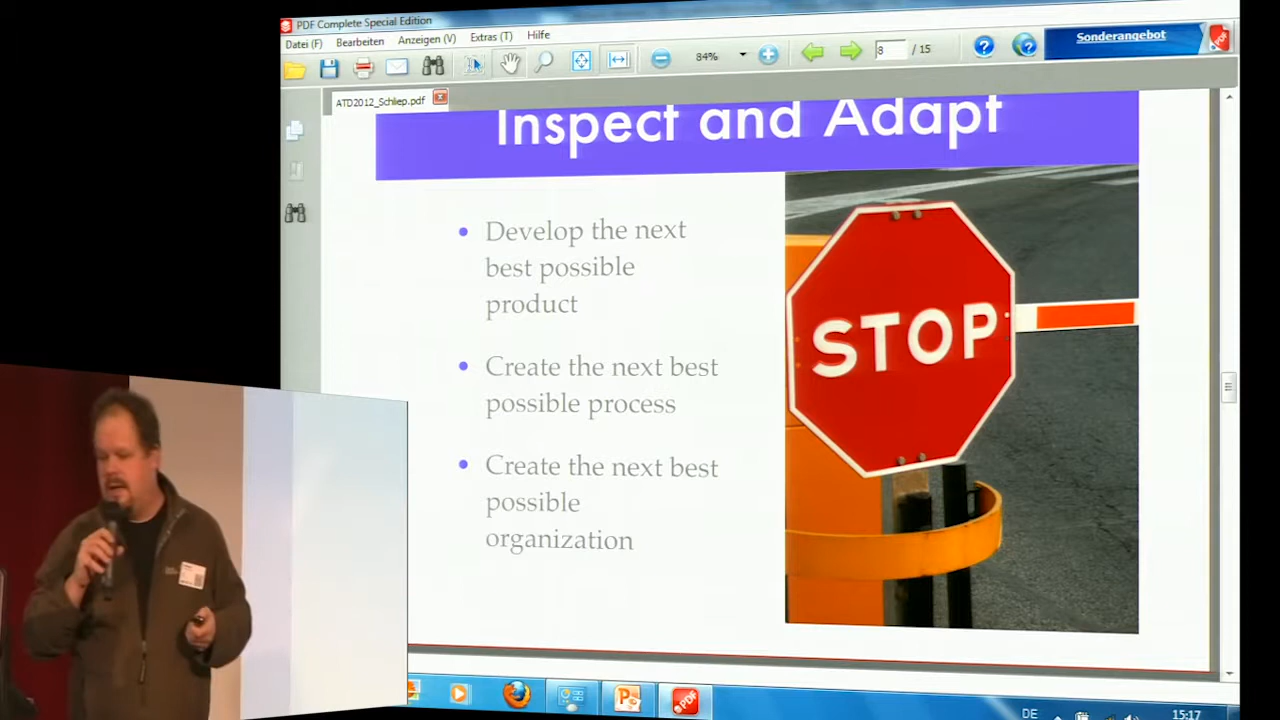 PDF Complete Special Edition
Datei (F) Bearbeiten Anzeigen (V) Extras (T) Hilfe
84% 8 / 15 Sonderangebot
PDF
ATD2012_Schliep.pdf
Inspect and Adapt
Develop the next
best possible
product
Create the next best
possible process
Create the next best
possible
organization
STOP
PDF
DE 15:17